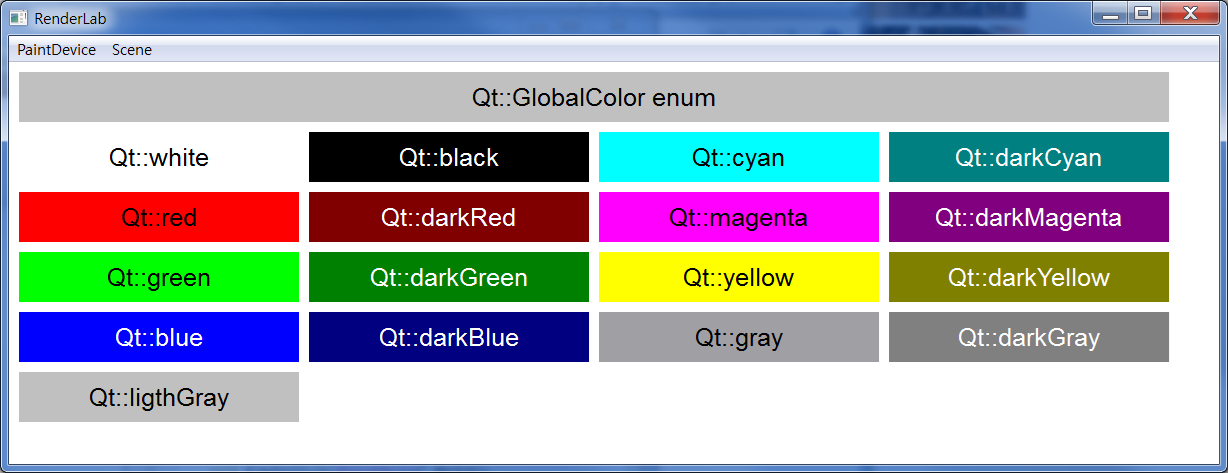 RenderLab
PaintDevice Scene
Qt::GlobalColor enum
Qt::white Qt::black Qt::cyan Qt::darkCyan
Qt::red Qt::darkRed Qt::magenta Qt::darkMagenta
Qt::green Qt::darkGreen Qt::yellow Qt::darkYellow
Qt::blue Qt::darkBlue Qt::gray Qt::darkGray
Qt::ligthGray